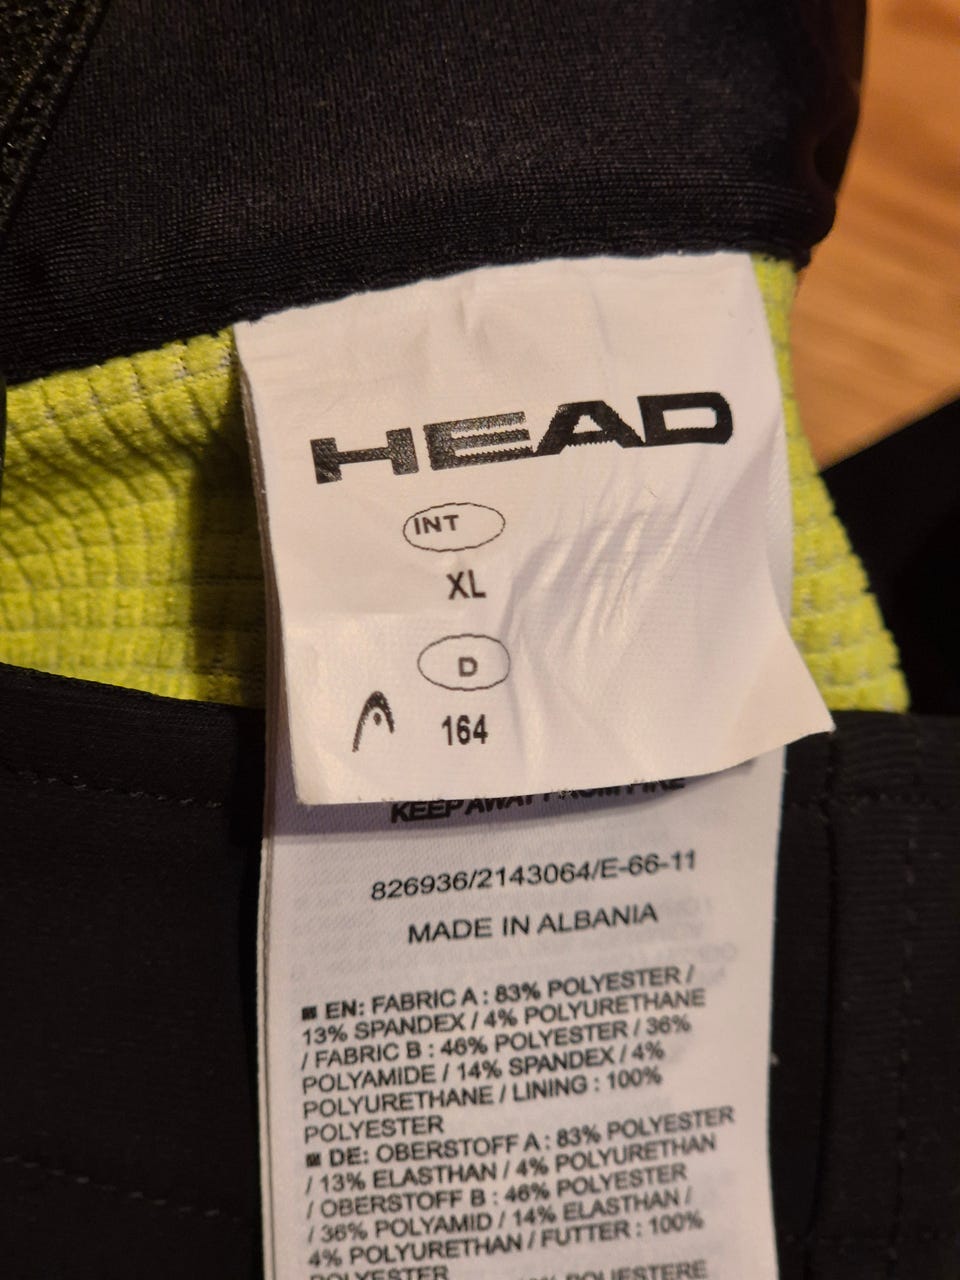 HEAD
INT
XL
D
164
KEEP AWAY FROM FIRE
826936/2143064/E-66-11
MADE IN ALBANIA
EN: FABRIC A : 83% POLYESTER /
13% SPANDEX / 4% POLYURETHANE
/ FABRIC B : 46% POLYESTER / 36%
POLYAMIDE / 14% SPANDEX / 4%
POLYURETHANE / LINING : 100%
POLYESTER
DE: OBERSTOFF A : 83% POLYESTER
/ 13% ELASTHAN / 4% POLYURETHAN
/ OBERSTOFF B : 46% POLYESTER
/ 36% POLYAMID / 14% ELASTHAN /
4% POLYURETHAN / FUTTER : 100%
POLYESTER
POLIESTERE